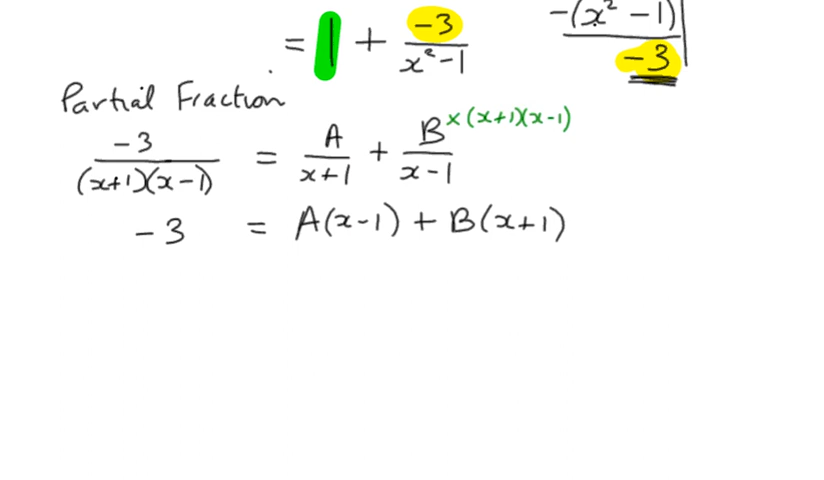 = 1 + -3/(x² - 1)
-(x² - 1)
-3
Partial Fraction
-3/((x+1)(x-1)) = A/(x+1) + B/(x-1) ×(x+1)(x-1)
-3 = A(x-1) + B(x+1)